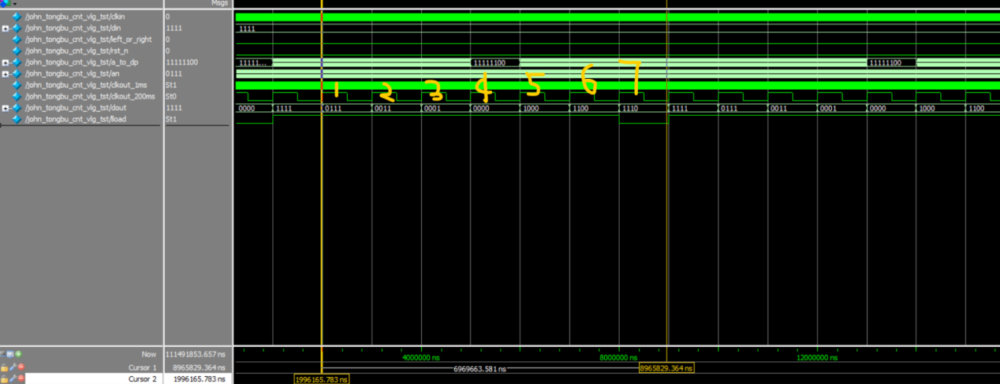 Msgs
/john_tongbu_cnt_vlg_tst/clkin 0
/john_tongbu_cnt_vlg_tst/din 1111 1111
/john_tongbu_cnt_vlg_tst/left_or_right 0
/john_tongbu_cnt_vlg_tst/rst_n 0
/john_tongbu_cnt_vlg_tst/a_to_dp 11111100 11111... 11111100 11111100
/john_tongbu_cnt_vlg_tst/an 0111
/john_tongbu_cnt_vlg_tst/clkout_1ms St1
1 2 3 4 5 6 7
/john_tongbu_cnt_vlg_tst/clkout_200ms St0
/john_tongbu_cnt_vlg_tst/dout 1111 0000 1111 0111 0011 0001 0000 1000 1100 1110 1111 0111 0011 0001 0000 1000 1100
/john_tongbu_cnt_vlg_tst/lload St1
Now 111491853.657 ns 4000000 ns 8000000 ns 12000000 ns
Cursor 1 8965829.364 ns 6969663.581 ns 8965829.364 ns
Cursor 2 1996165.783 ns 1996165.783 ns